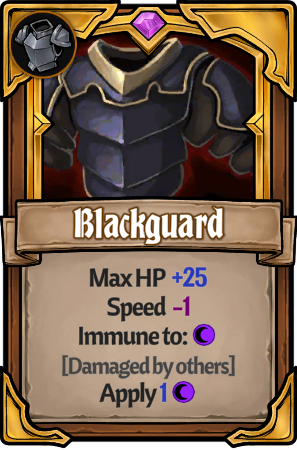 Blackguard
Max HP +25
Speed -1
Immune to:
[Damaged by others]
Apply 1